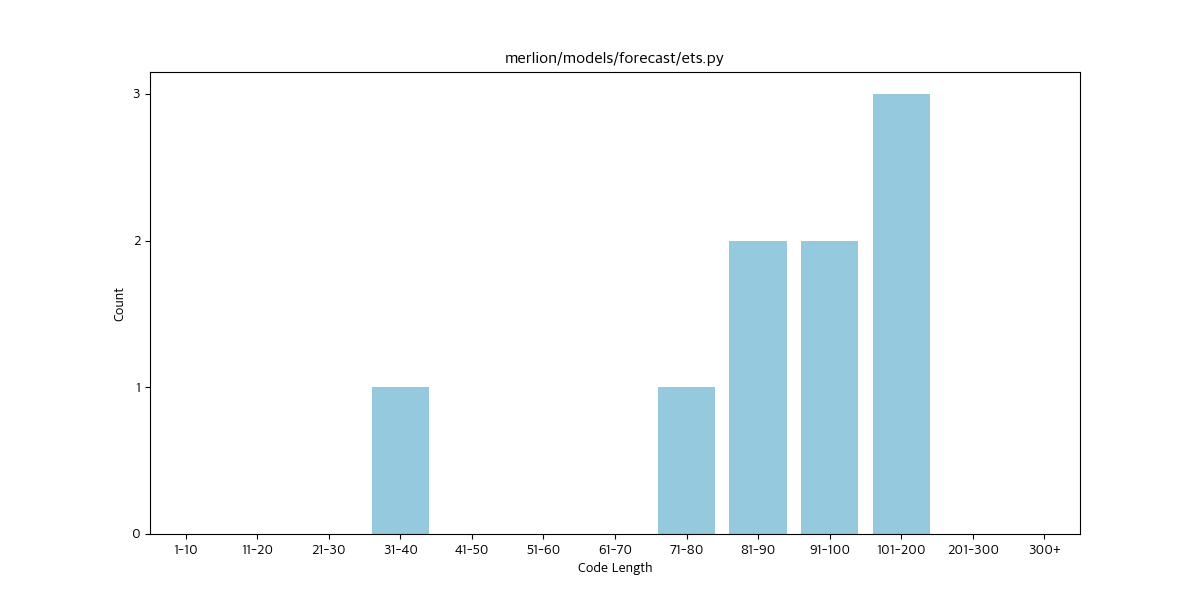 merlion/models/forecast/ets.py
3
2
1
0
Count
1-10 11-20 21-30 31-40 41-50 51-60 61-70 71-80 81-90 91-100 101-200 201-300 300+
Code Length